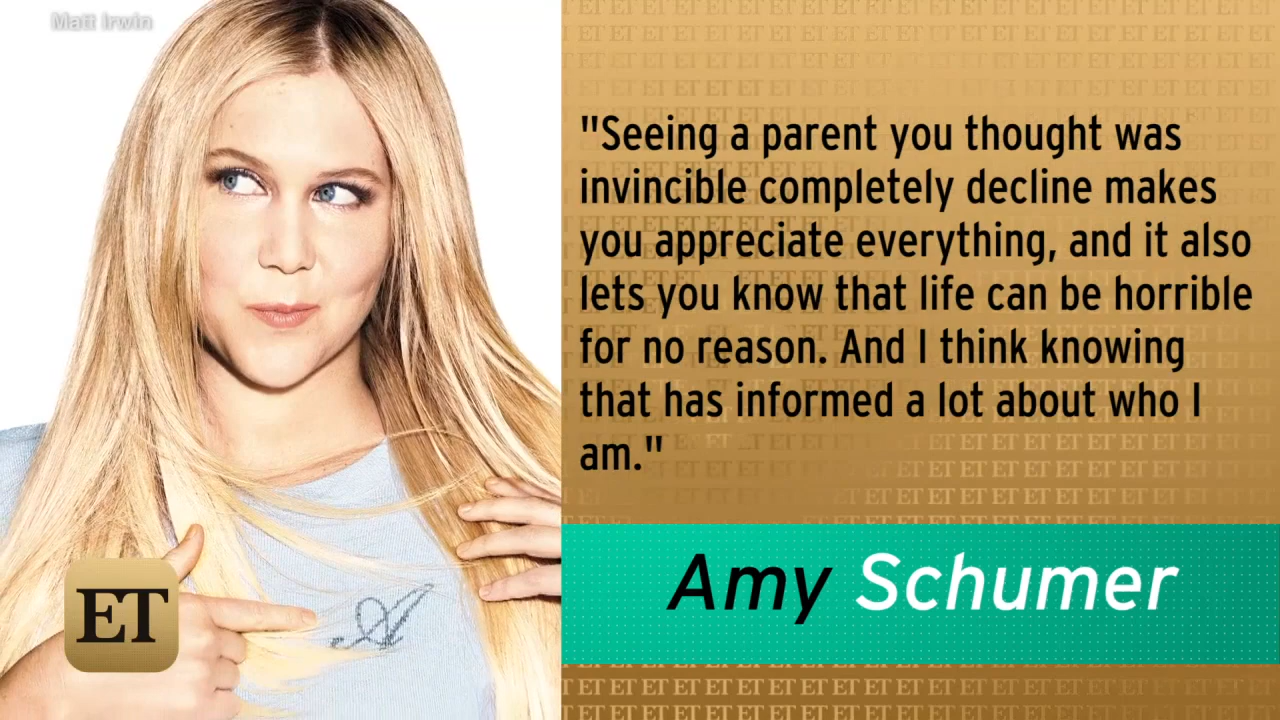 Matt Irwin
"Seeing a parent you thought was
invincible completely decline makes
you appreciate everything, and it also
lets you know that life can be horrible
for no reason. And I think knowing
that has informed a lot about who I
am."
Amy Schumer
A
ET